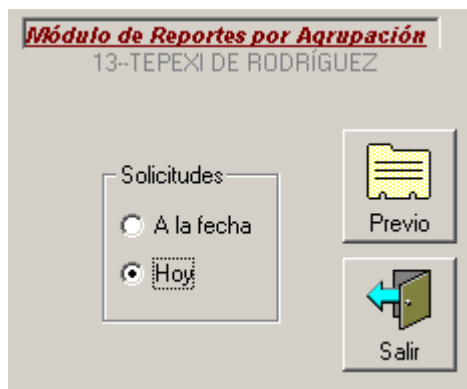 Módulo de Reportes por Agrupación
13--TEPEXI DE RODRÍGUEZ
Solicitudes
A la fecha
Hoy
Previo
Salir